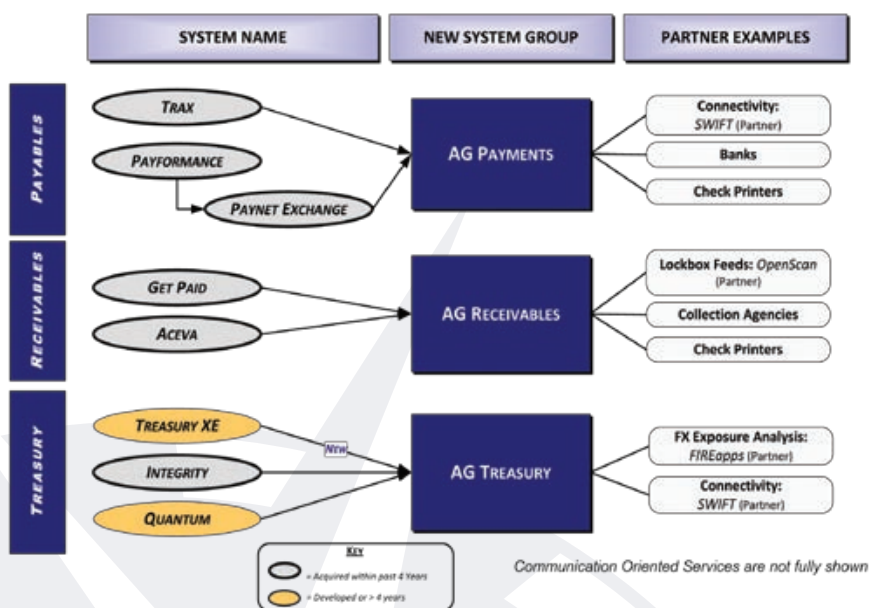 SYSTEM NAME
NEW SYSTEM GROUP
PARTNER EXAMPLES
PAYABLES
TRAX
PAYFORMANCE
PAYNET EXCHANGE
AG PAYMENTS
Connectivity:
SWIFT (Partner)
Banks
Check Printers
RECEIVABLES
GET PAID
ACEVA
AG RECEIVABLES
Lockbox Feeds: OpenScan
(Partner)
Collection Agencies
Check Printers
TREASURY
TREASURY XE
NEW
INTEGRITY
QUANTUM
AG TREASURY
FX Exposure Analysis:
FIREapps (Partner)
Connectivity:
SWIFT (Partner)
KEY
= Acquired within past 4 Years
= Developed or > 4 years
Communication Oriented Services are not fully shown